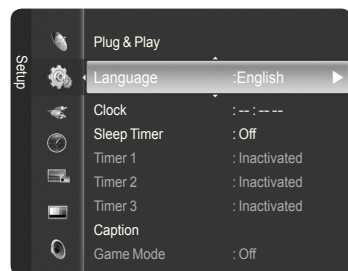 Setup
Plug & Play
Language :English
Clock :-- : -- --
Sleep Timer : Off
Timer 1 : Inactivated
Timer 2 : Inactivated
Timer 3 : Inactivated
Caption
Game Mode : Off